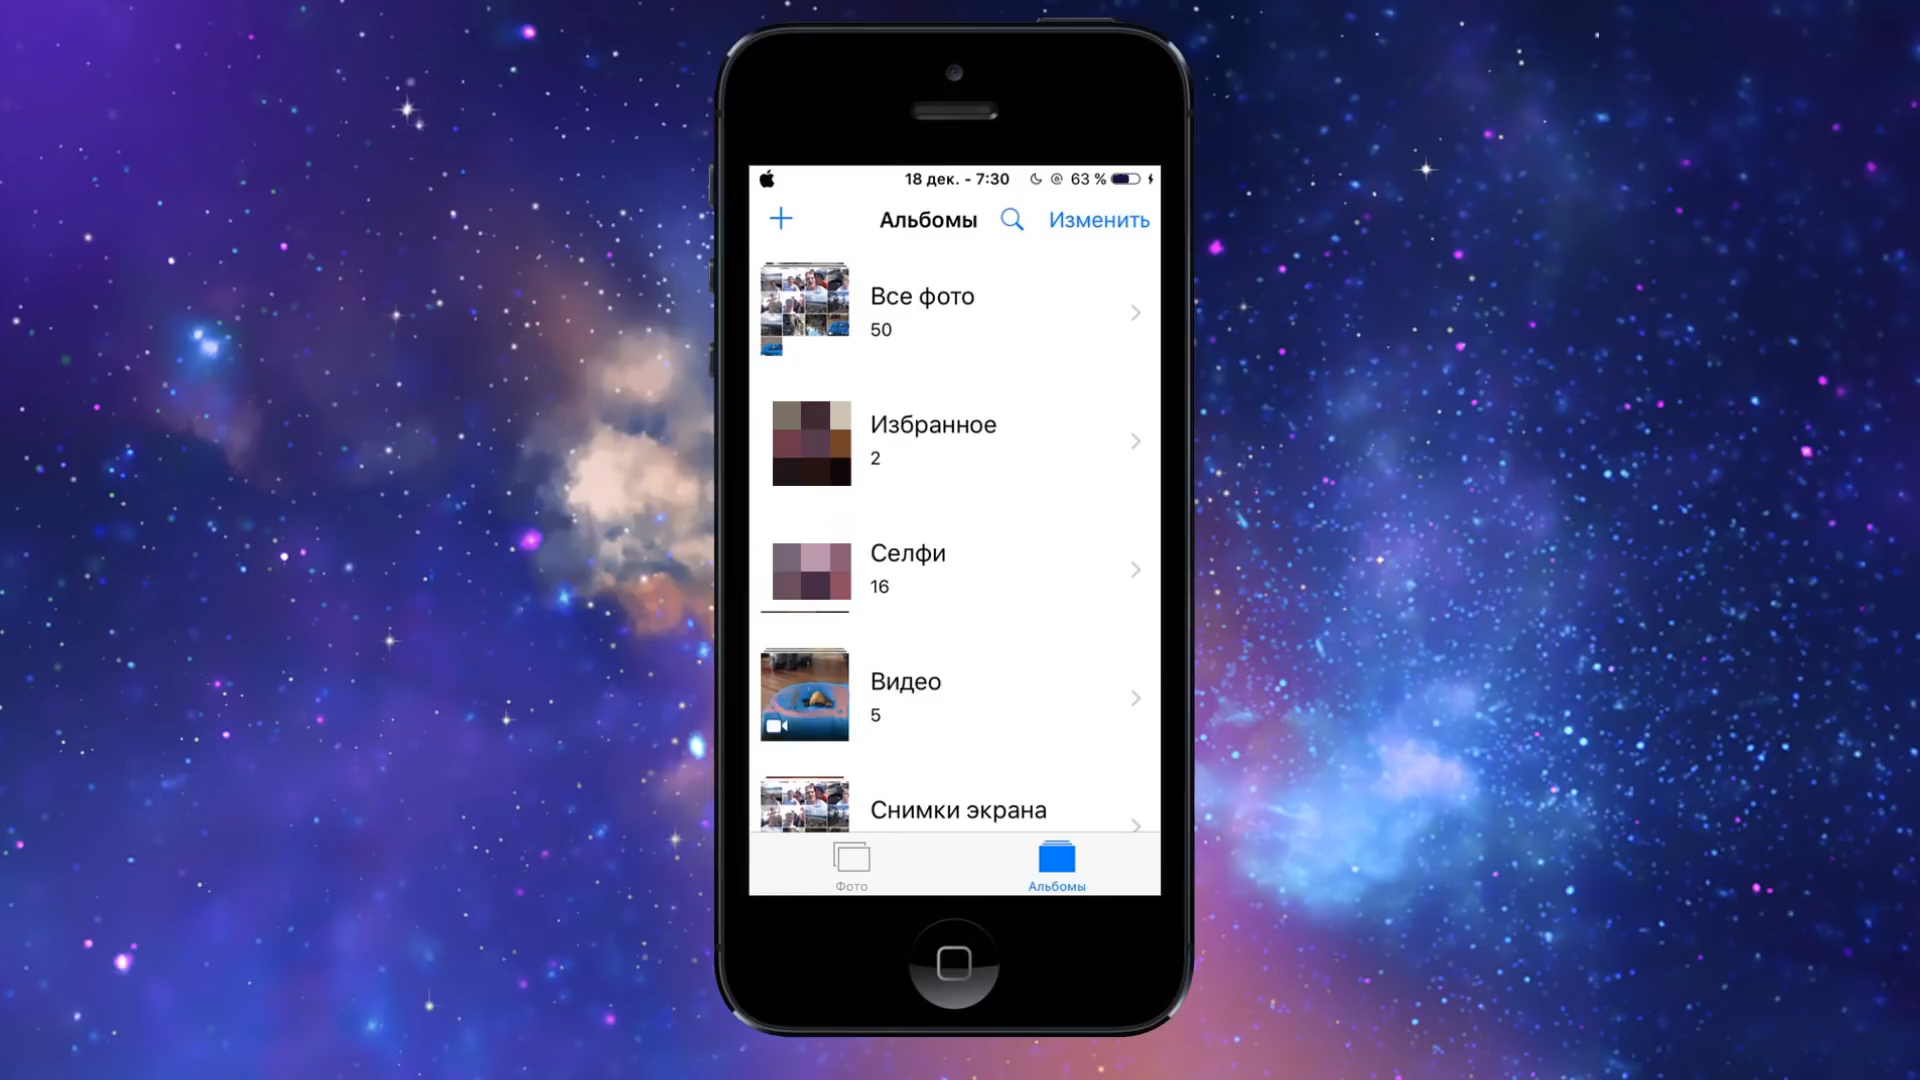 18 дек. - 7:30 63 %
Альбомы Изменить
Все фото
50
Избранное
2
Селфи
16
Видео
5
Снимки экрана
Фото Альбомы